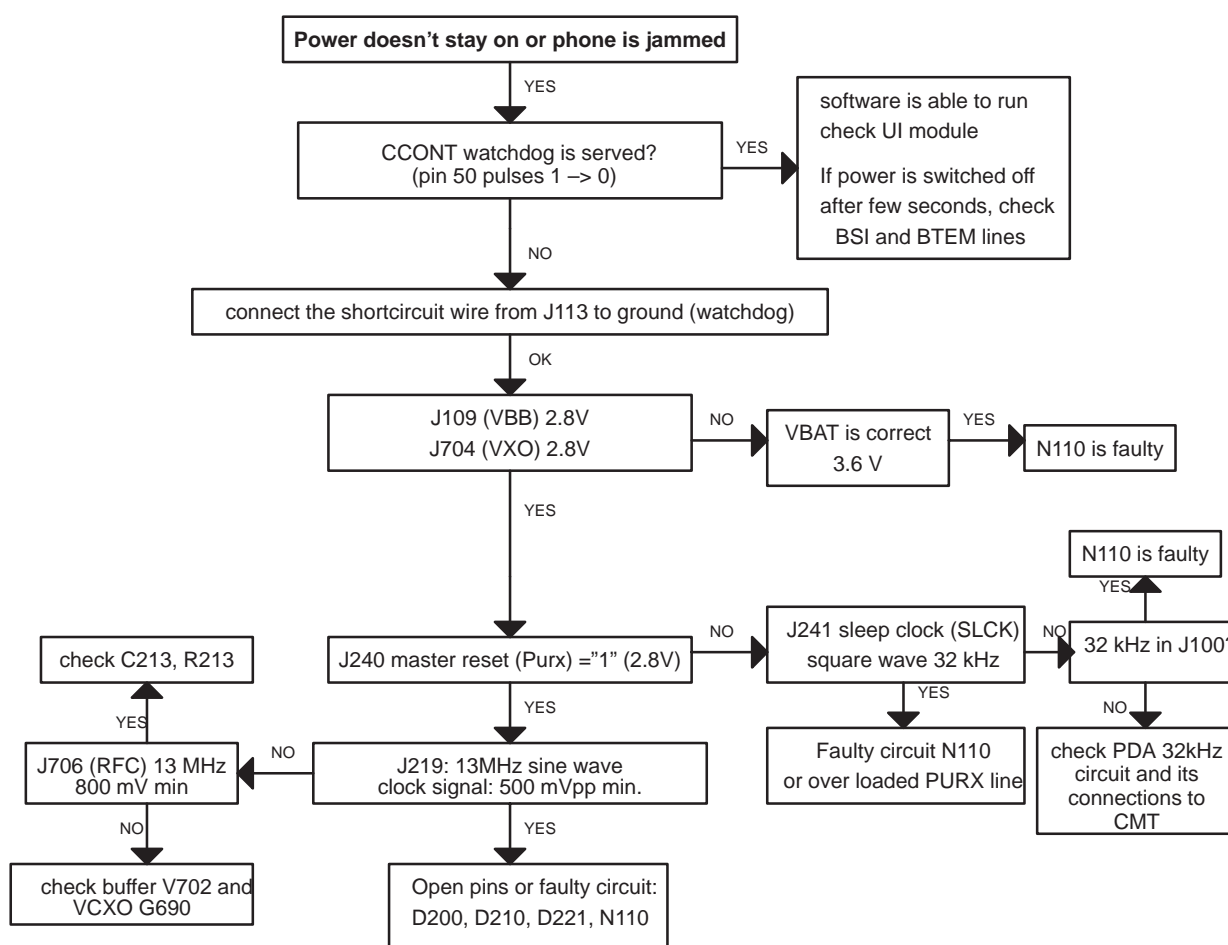 Power doesn't stay on or phone is jammed
YES
CCONT watchdog is served?
(pin 50 pulses 1 –> 0)
YES
software is able to run
check UI module
If power is switched off
after few seconds, check
BSI and BTEM lines
NO
connect the shortcircuit wire from J113 to ground (watchdog)
OK
J109 (VBB) 2.8V
J704 (VXO) 2.8V
NO
VBAT is correct
3.6 V
YES
N110 is faulty
YES
J240 master reset (Purx) =”1” (2.8V)
NO
J241 sleep clock (SLCK)
square wave 32 kHz
NO
32 kHz in J100?
YES
N110 is faulty
NO
check PDA 32kHz
circuit and its
connections to
CMT
YES
Faulty circuit N110
or over loaded PURX line
YES
J219: 13MHz sine wave
clock signal: 500 mVpp min.
NO
J706 (RFC) 13 MHz
800 mV min
YES
check C213, R213
NO
check buffer V702 and
VCXO G690
YES
Open pins or faulty circuit:
D200, D210, D221, N110